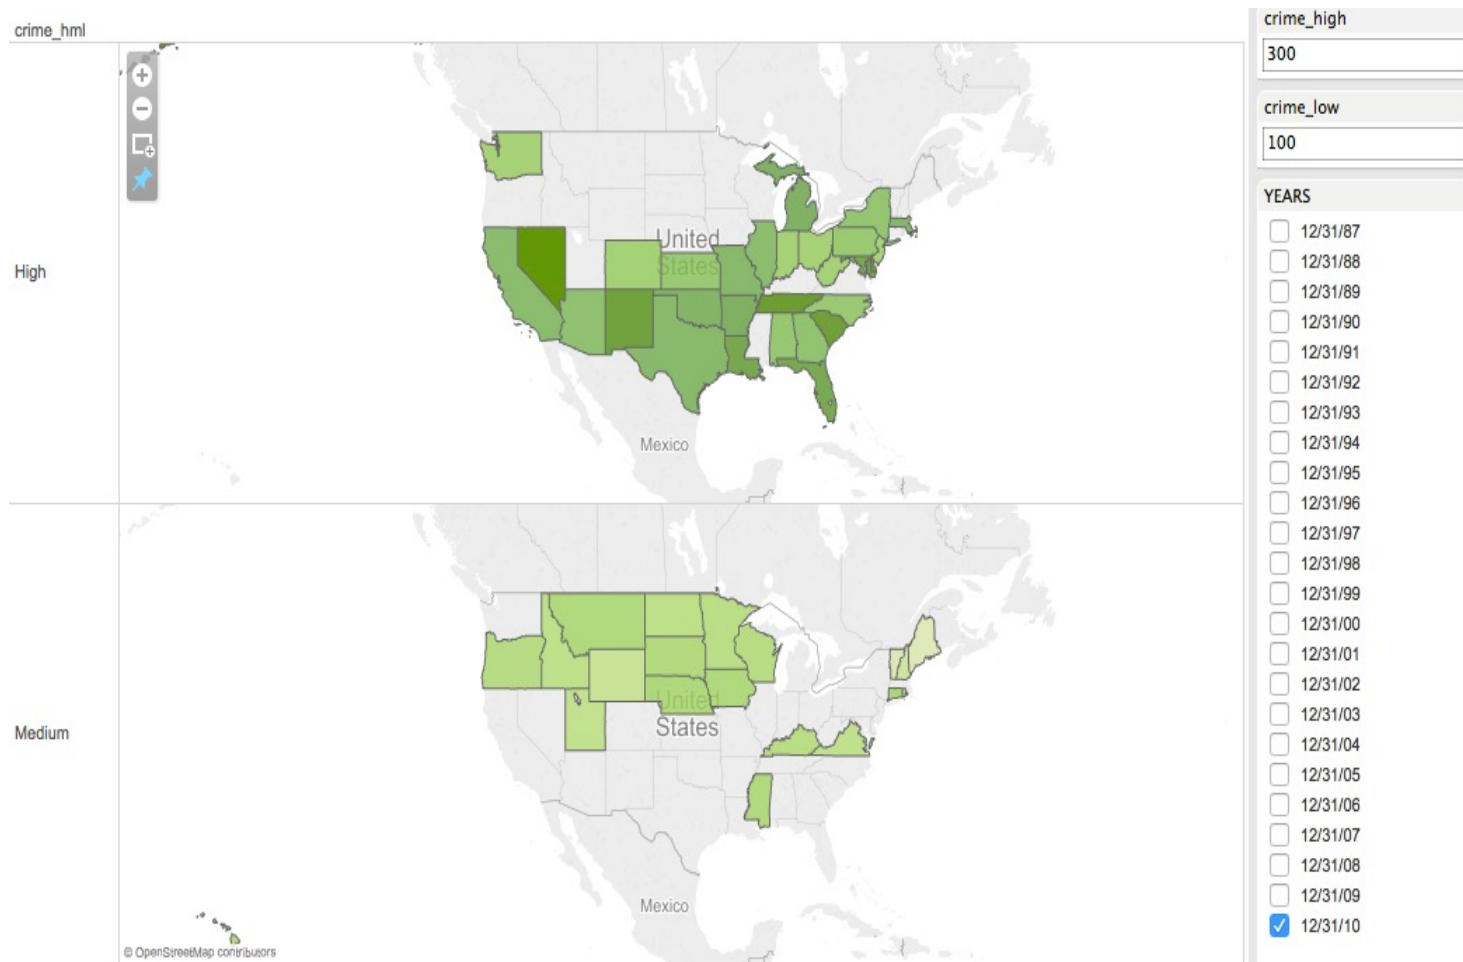 crime_hml
High
United
States
Mexico
Medium
United
States
Mexico
© OpenStreetMap contributors
crime_high
300
crime_low
100
YEARS
12/31/87
12/31/88
12/31/89
12/31/90
12/31/91
12/31/92
12/31/93
12/31/94
12/31/95
12/31/96
12/31/97
12/31/98
12/31/99
12/31/00
12/31/01
12/31/02
12/31/03
12/31/04
12/31/05
12/31/06
12/31/07
12/31/08
12/31/09
12/31/10